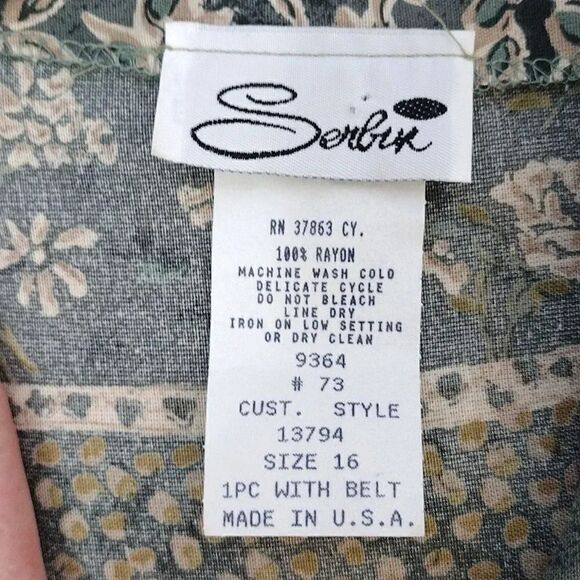 Serbin
RN 37863 CY.
100% RAYON
MACHINE WASH COLD
DELICATE CYCLE
DO NOT BLEACH
LINE DRY
IRON ON LOW SETTING
OR DRY CLEAN
9364
# 73
CUST. STYLE
13794
SIZE 16
1PC WITH BELT
MADE IN U.S.A.